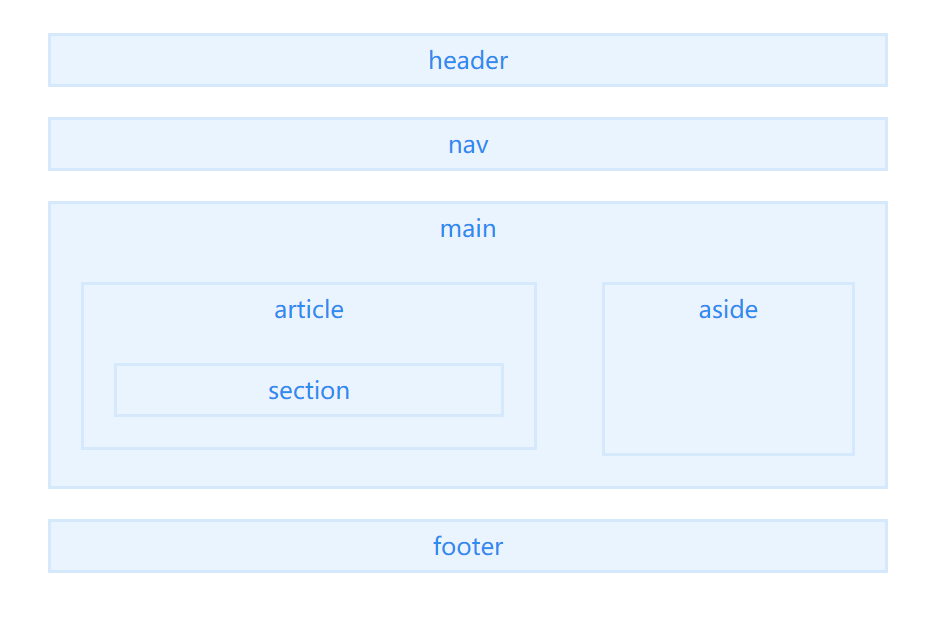 header
nav
main
article
aside
section
footer